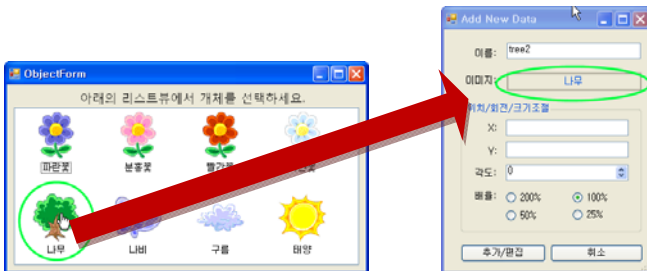 ObjectForm
아래의 리스트뷰에서 개체를 선택하세요.
파란꽃
분홍꽃
빨간꽃
나무
나비
구름
태양
Add New Data
이름:
tree2
이미지:
나무
위치/회전/크기조절
X:
Y:
각도:
0
배율:
200%
100%
50%
25%
추가/편집
취소